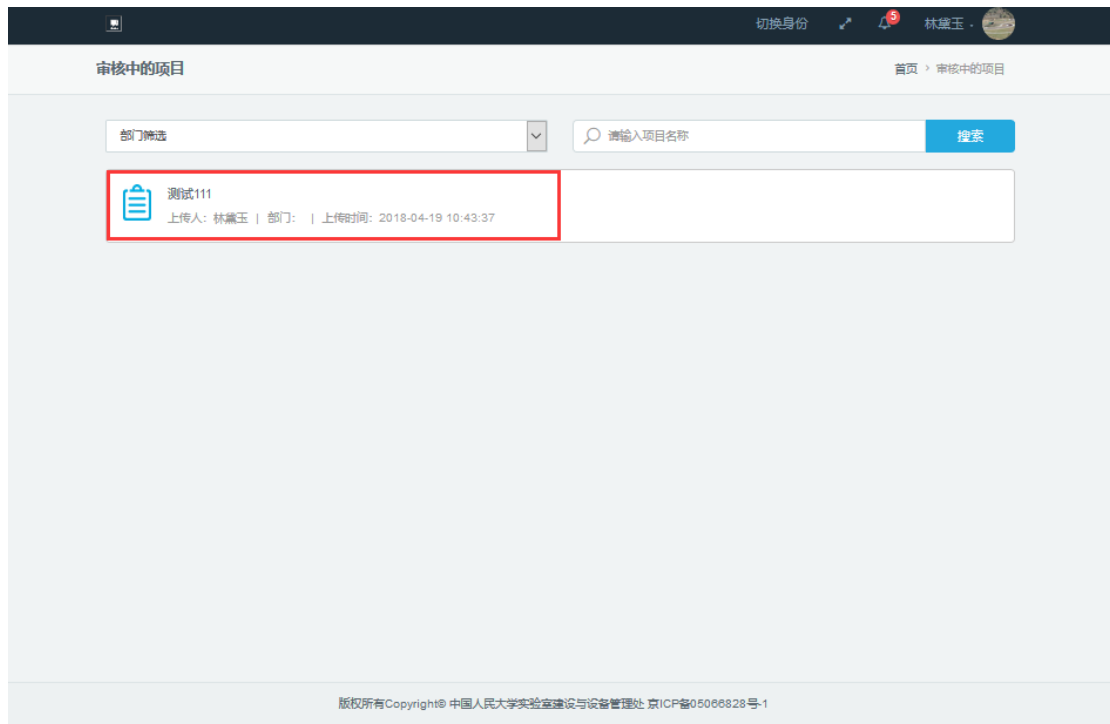 切换身份 5 林黛玉
审核中的项目 首页 > 审核中的项目
部门筛选 请输入项目名称 搜索
测试111
上传人：林黛玉 | 部门： | 上传时间：2018-04-19 10:43:37
版权所有Copyright© 中国人民大学实验室建设与设备管理处 京ICP备05066828号-1